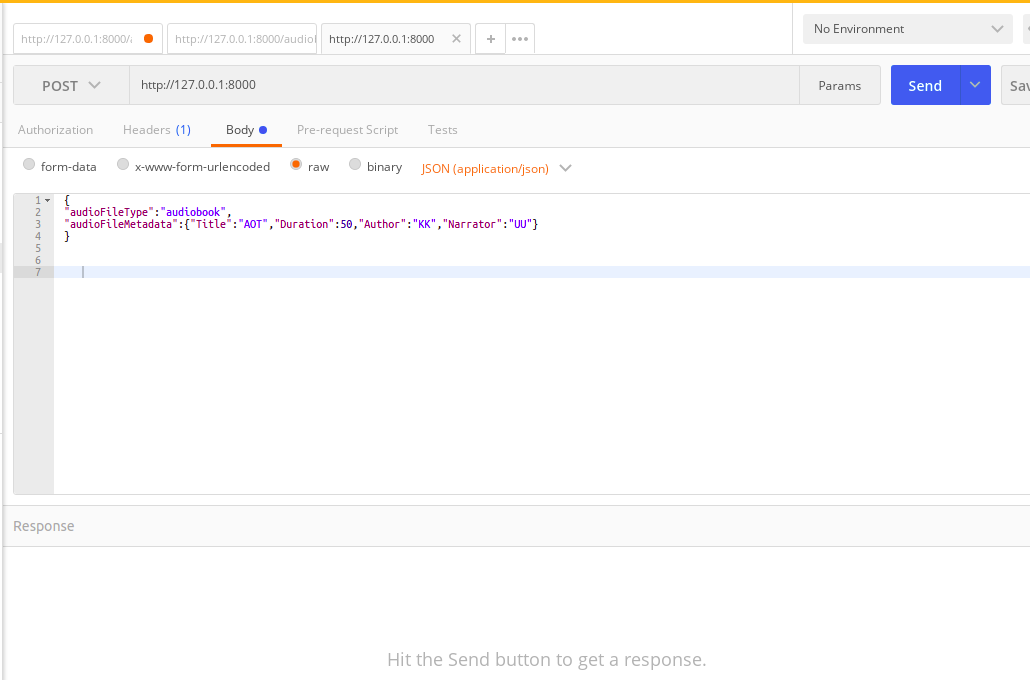 http://127.0.0.1:8000/a
http://127.0.0.1:8000/audiol
http://127.0.0.1:8000
No Environment
POST
http://127.0.0.1:8000
Params
Send
Sav
Authorization
Headers (1)
Body
Pre-request Script
Tests
form-data
x-www-form-urlencoded
raw
binary
JSON (application/json)
1 {
2 "audioFileType":"audiobook",
3 "audioFileMetadata":{"Title":"AOT","Duration":50,"Author":"KK","Narrator":"UU"}
4 }
5
6
7
Response
Hit the Send button to get a response.